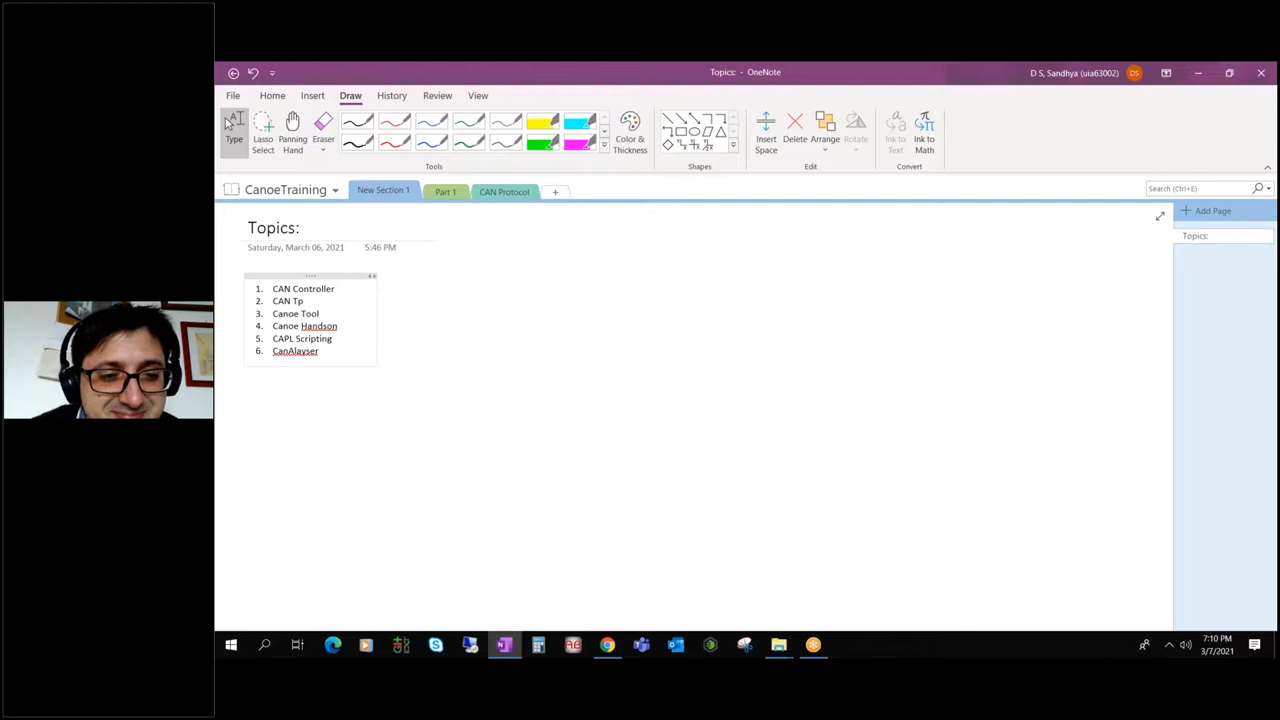 Topics: - OneNote
D S, Sandhya (uia63002)
DS
File
Home
Insert
Draw
History
Review
View
Type
Lasso Select
Panning Hand
Eraser
Color & Thickness
Insert Space
Delete
Arrange
Rotate
Ink to Text
Ink to Math
Tools
Shapes
Edit
Convert
CanoeTraining
New Section 1
Part 1
CAN Protocol
Search (Ctrl+E)
Add Page
Topics:
Topics:
Saturday, March 06, 2021 5:46 PM
1. CAN Controller
2. CAN Tp
3. Canoe Tool
4. Canoe Handson
5. CAPL Scripting
6. CanAlayser
7:10 PM
3/7/2021